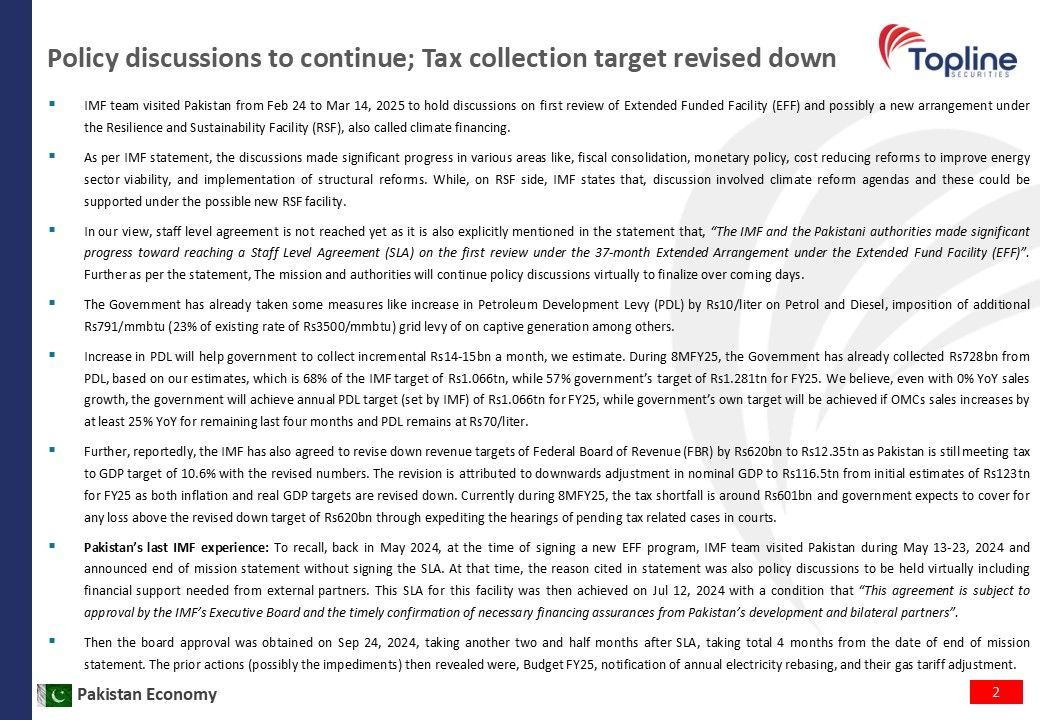 Policy discussions to continue; Tax collection target revised down
Topline
SECURITIES
IMF team visited Pakistan from Feb 24 to Mar 14, 2025 to hold discussions on first review of Extended Funded Facility (EFF) and possibly a new arrangement under
the Resilience and Sustainability Facility (RSF), also called climate financing.
As per IMF statement, the discussions made significant progress in various areas like, fiscal consolidation, monetary policy, cost reducing reforms to improve energy
sector viability, and implementation of structural reforms. While, on RSF side, IMF states that, discussion involved climate reform agendas and these could be
supported under the possible new RSF facility.
In our view, staff level agreement is not reached yet as it is also explicitly mentioned in the statement that, “The IMF and the Pakistani authorities made significant
progress toward reaching a Staff Level Agreement (SLA) on the first review under the 37-month Extended Arrangement under the Extended Fund Facility (EFF)”.
Further as per the statement, The mission and authorities will continue policy discussions virtually to finalize over coming days.
The Government has already taken some measures like increase in Petroleum Development Levy (PDL) by Rs10/liter on Petrol and Diesel, imposition of additional
Rs791/mmbtu (23% of existing rate of Rs3500/mmbtu) grid levy of on captive generation among others.
Increase in PDL will help government to collect incremental Rs14-15bn a month, we estimate. During 8MFY25, the Government has already collected Rs728bn from
PDL, based on our estimates, which is 68% of the IMF target of Rs1.066tn, while 57% government’s target of Rs1.281tn for FY25. We believe, even with 0% YoY sales
growth, the government will achieve annual PDL target (set by IMF) of Rs1.066tn for FY25, while government’s own target will be achieved if OMCs sales increases by
at least 25% YoY for remaining last four months and PDL remains at Rs70/liter.
Further, reportedly, the IMF has also agreed to revise down revenue targets of Federal Board of Revenue (FBR) by Rs620bn to Rs12.35tn as Pakistan is still meeting tax
to GDP target of 10.6% with the revised numbers. The revision is attributed to downwards adjustment in nominal GDP to Rs116.5tn from initial estimates of Rs123tn
for FY25 as both inflation and real GDP targets are revised down. Currently during 8MFY25, the tax shortfall is around Rs601bn and government expects to cover for
any loss above the revised down target of Rs620bn through expediting the hearings of pending tax related cases in courts.
Pakistan’s last IMF experience: To recall, back in May 2024, at the time of signing a new EFF program, IMF team visited Pakistan during May 13-23, 2024 and
announced end of mission statement without signing the SLA. At that time, the reason cited in statement was also policy discussions to be held virtually including
financial support needed from external partners. This SLA for this facility was then achieved on Jul 12, 2024 with a condition that “This agreement is subject to
approval by the IMF’s Executive Board and the timely confirmation of necessary financing assurances from Pakistan’s development and bilateral partners”.
Then the board approval was obtained on Sep 24, 2024, taking another two and half months after SLA, taking total 4 months from the date of end of mission
statement. The prior actions (possibly the impediments) then revealed were, Budget FY25, notification of annual electricity rebasing, and their gas tariff adjustment.
Pakistan Economy
2